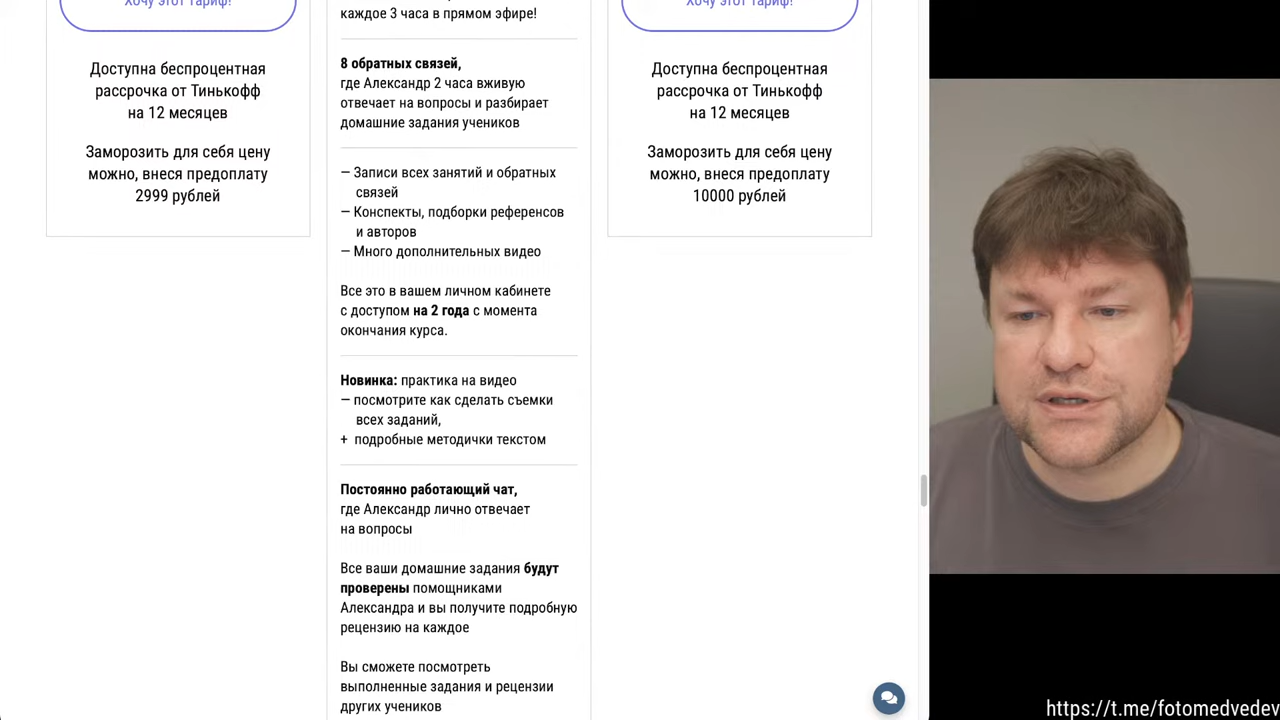 Хочу этот тариф!
Доступна беспроцентная
рассрочка от Тинькофф
на 12 месяцев
Заморозить для себя цену
можно, внеся предоплату
2999 рублей
каждое 3 часа в прямом эфире!
8 обратных связей,
где Александр 2 часа вживую
отвечает на вопросы и разбирает
домашние задания учеников
— Записи всех занятий и обратных
связей
— Конспекты, подборки референсов
и авторов
— Много дополнительных видео
Все это в вашем личном кабинете
с доступом на 2 года с момента
окончания курса.
Новинка: практика на видео
— посмотрите как сделать съемки
всех заданий,
+ подробные методички текстом
Постоянно работающий чат,
где Александр лично отвечает
на вопросы
Все ваши домашние задания будут
проверены помощниками
Александра и вы получите подробную
рецензию на каждое
Вы сможете посмотреть
выполненные задания и рецензии
других учеников
Хочу этот тариф!
Доступна беспроцентная
рассрочка от Тинькофф
на 12 месяцев
Заморозить для себя цену
можно, внеся предоплату
10000 рублей
https://t.me/fotomedvedev